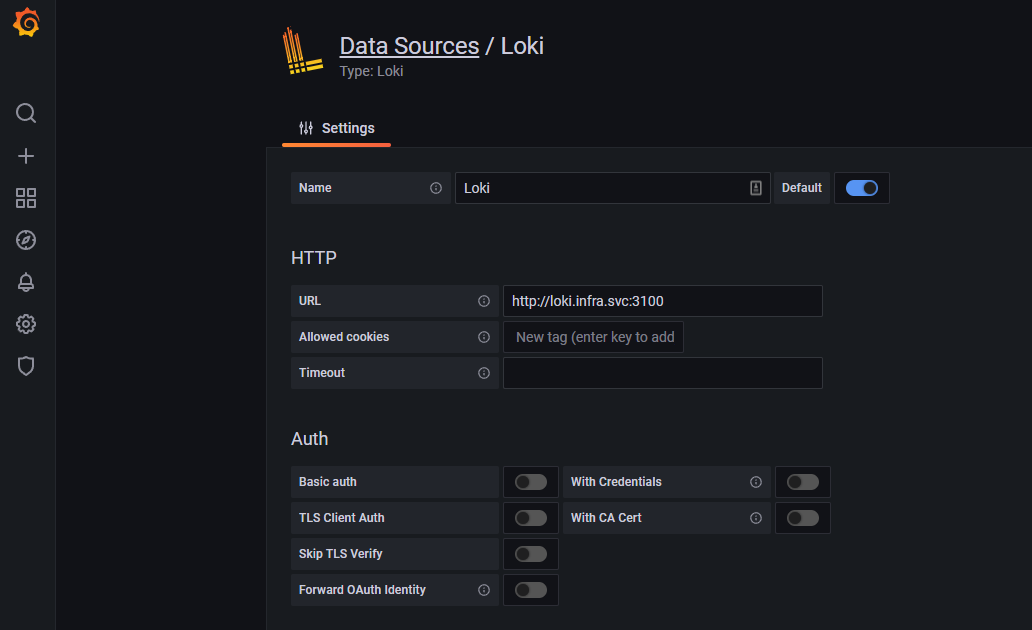 Data Sources / Loki
Type: Loki
Settings
Name
Loki
Default
HTTP
URL
http://loki.infra.svc:3100
Allowed cookies
New tag (enter key to add
Timeout
Auth
Basic auth
With Credentials
TLS Client Auth
With CA Cert
Skip TLS Verify
Forward OAuth Identity